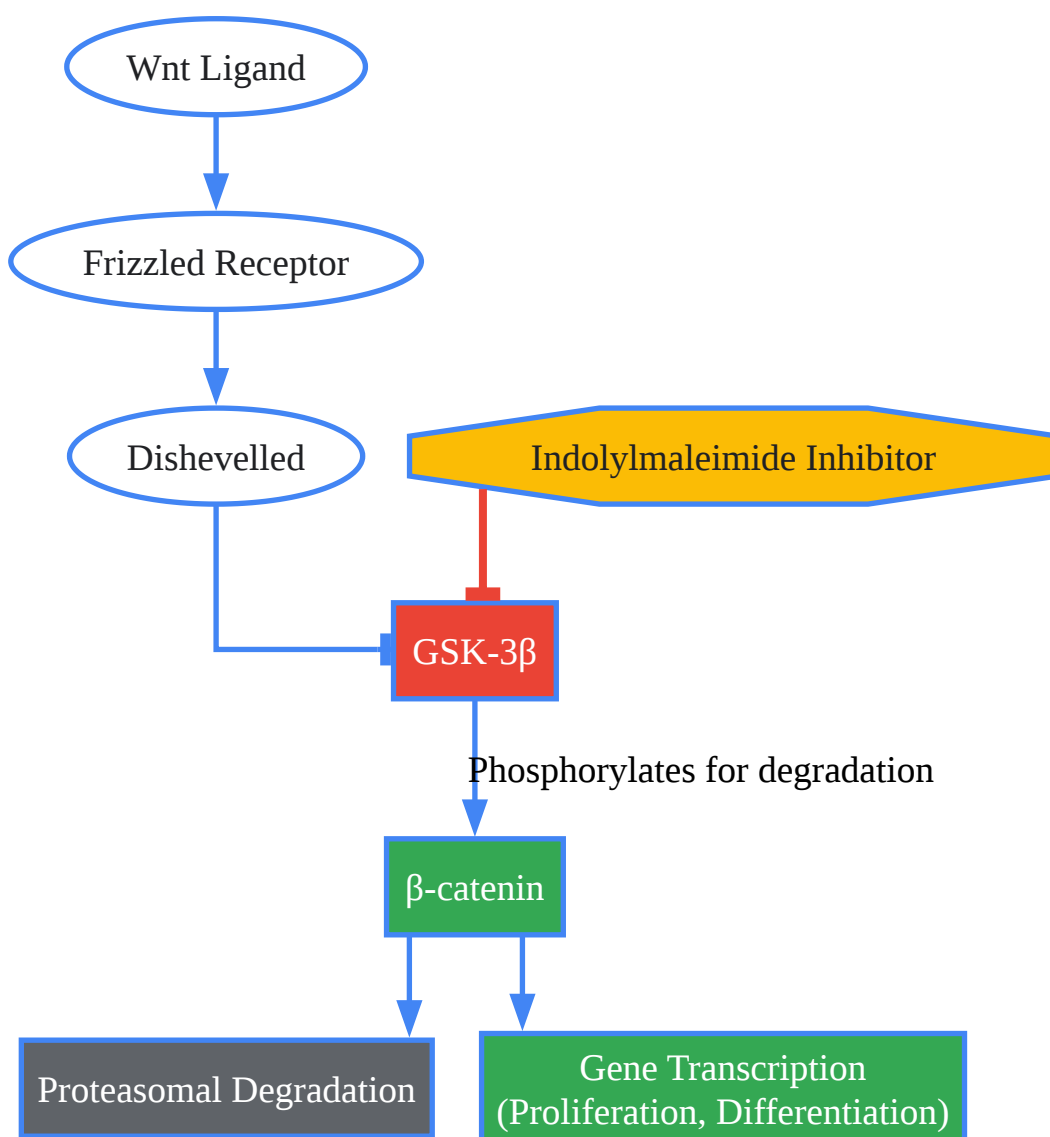 Wnt Ligand
Frizzled Receptor
Dishevelled
Indolylmaleimide Inhibitor
GSK-3β
Phosphorylates for degradation
β-catenin
Proteasomal Degradation
Gene Transcription
(Proliferation, Differentiation)